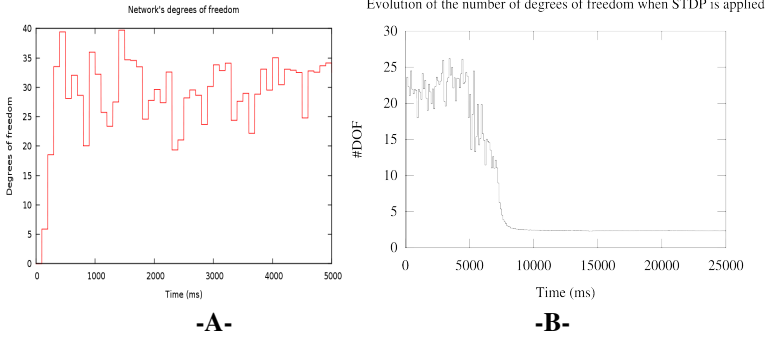 Network's degrees of freedom
Degrees of freedom
40
35
30
25
20
15
10
5
0
0 1000 2000 3000 4000 5000
Time (ms)
-A-
Evolution of the number of degrees of freedom when STDP is applied
#DOF
30
25
20
15
10
5
0
0 5000 10000 15000 20000 25000
Time (ms)
-B-